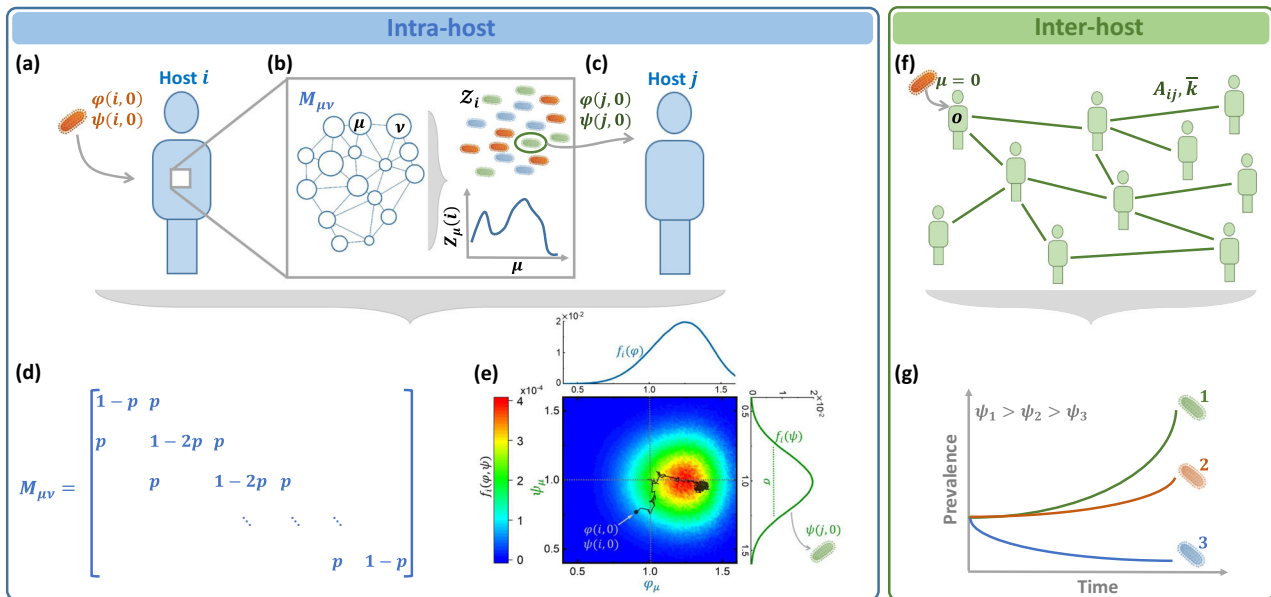 Intra-host
(a)
Host i
φ(i, 0)
ψ(i, 0)
(b)
M_μν
μ
ν
Z_i
Z_μ(i)
μ
(c)
Host j
φ(j, 0)
ψ(j, 0)
(d)
M_μν =
1 − p p
p 1 − 2p p
p 1 − 2p p
⋱ ⋱ ⋱
p 1 − p
(e)
×10⁻²
2
1
0
f_i(φ)
0.5 1.0 1.5
×10⁻⁴
4
3
2
1
0
f_i(φ, ψ)
1.5
1.0
0.5
ψ_μ
φ(i, 0)
ψ(i, 0)
0.5 1.0 1.5
φ_μ
0 1 2
×10⁻²
0.5
1.0
1.5
f_i(ψ)
σ
ψ(j, 0)
Inter-host
(f)
μ = 0
o
A_ij, k̅
(g)
ψ₁ > ψ₂ > ψ₃
1
2
3
Prevalence
Time